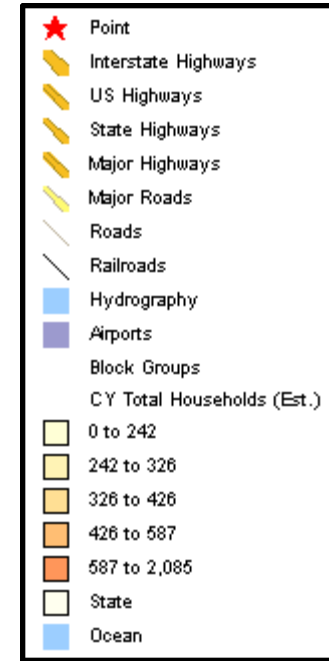 Point
Interstate Highways
US Highways
State Highways
Major Highways
Major Roads
Roads
Railroads
Hydrography
Airports
Block Groups
CY Total Households (Est.)
0 to 242
242 to 326
326 to 426
426 to 587
587 to 2,085
State
Ocean